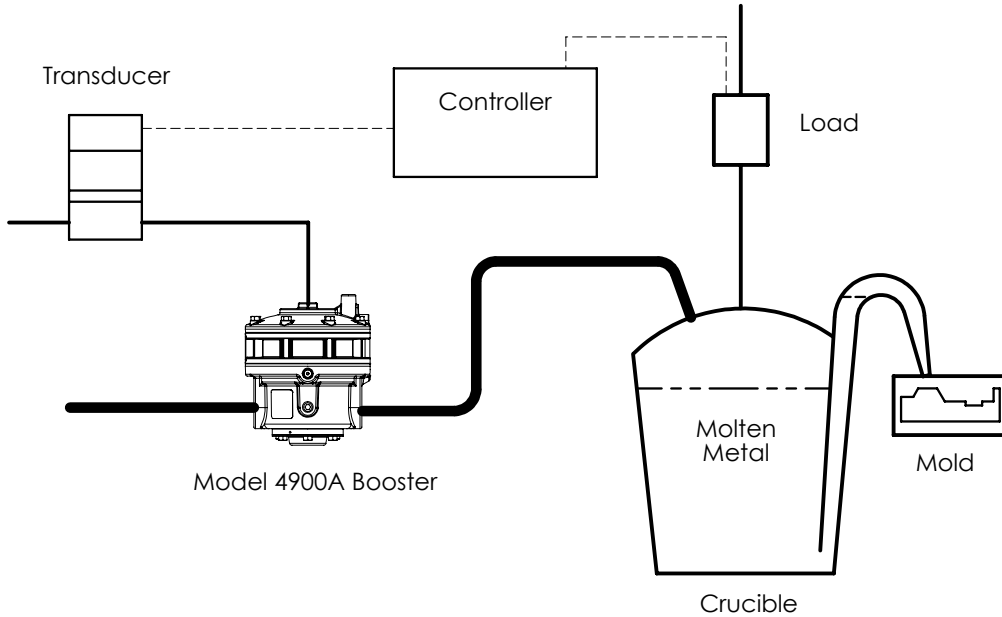 Transducer
Controller
Load
Molten
Metal
Mold
Model 4900A Booster
Crucible